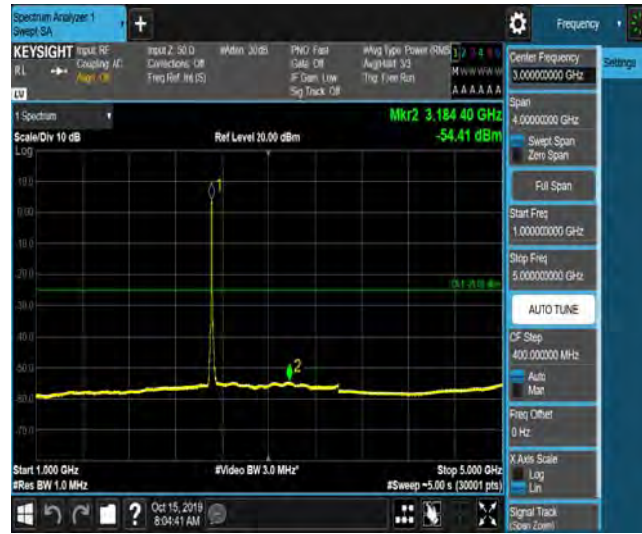 Spectrum Analyzer 1
Swept SA
+
Frequency
KEYSIGHT
RL
Input: RF
Coupling: AC
Align: Off
Input Z: 50 Ω
Corrections: Off
Freq Ref: Int (S)
#Atten: 30dB
PNO: Fast
Gate: Off
IF Gain: Low
Sig Track: Off
#Avg Type: Power (RMS
Avg|Hold: 3/3
Trig: Free Run
1 2 3 4 5 6
M W W W W W
A A A A A A
LV
1 Spectrum
Scale/Div 10 dB
Log
Ref Level 20.00 dBm
Mkr2 3.184 40 GHz
-54.41 dBm
10.0
0.00
-10.0
-20.0
-40.0
-60.0
-70.0
1
2
Start 1.000 GHz
#Res BW 1.0 MHz
#Video BW 3.0 MHz*
Stop 5.000 GHz
#Sweep ~5.00 s (30001 pts)
?
Oct 15, 2019
8:04:41 AM
Settings
Center Frequency
3.000000000 GHz
Span
4.00000000 GHz
Swept Span
Zero Span
Full Span
Start Freq
1.000000000 GHz
Stop Freq
5.000000000 GHz
AUTO TUNE
CF Step
400.000000 MHz
Auto
Man
Freq Offset
0 Hz
X Axis Scale
Log
Lin
Signal Track
(Span Zoom)